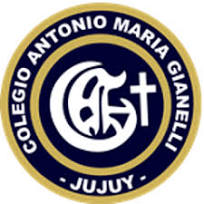 COLEGIO ANTONIO MARIA GIANELLI
- JUJUY -